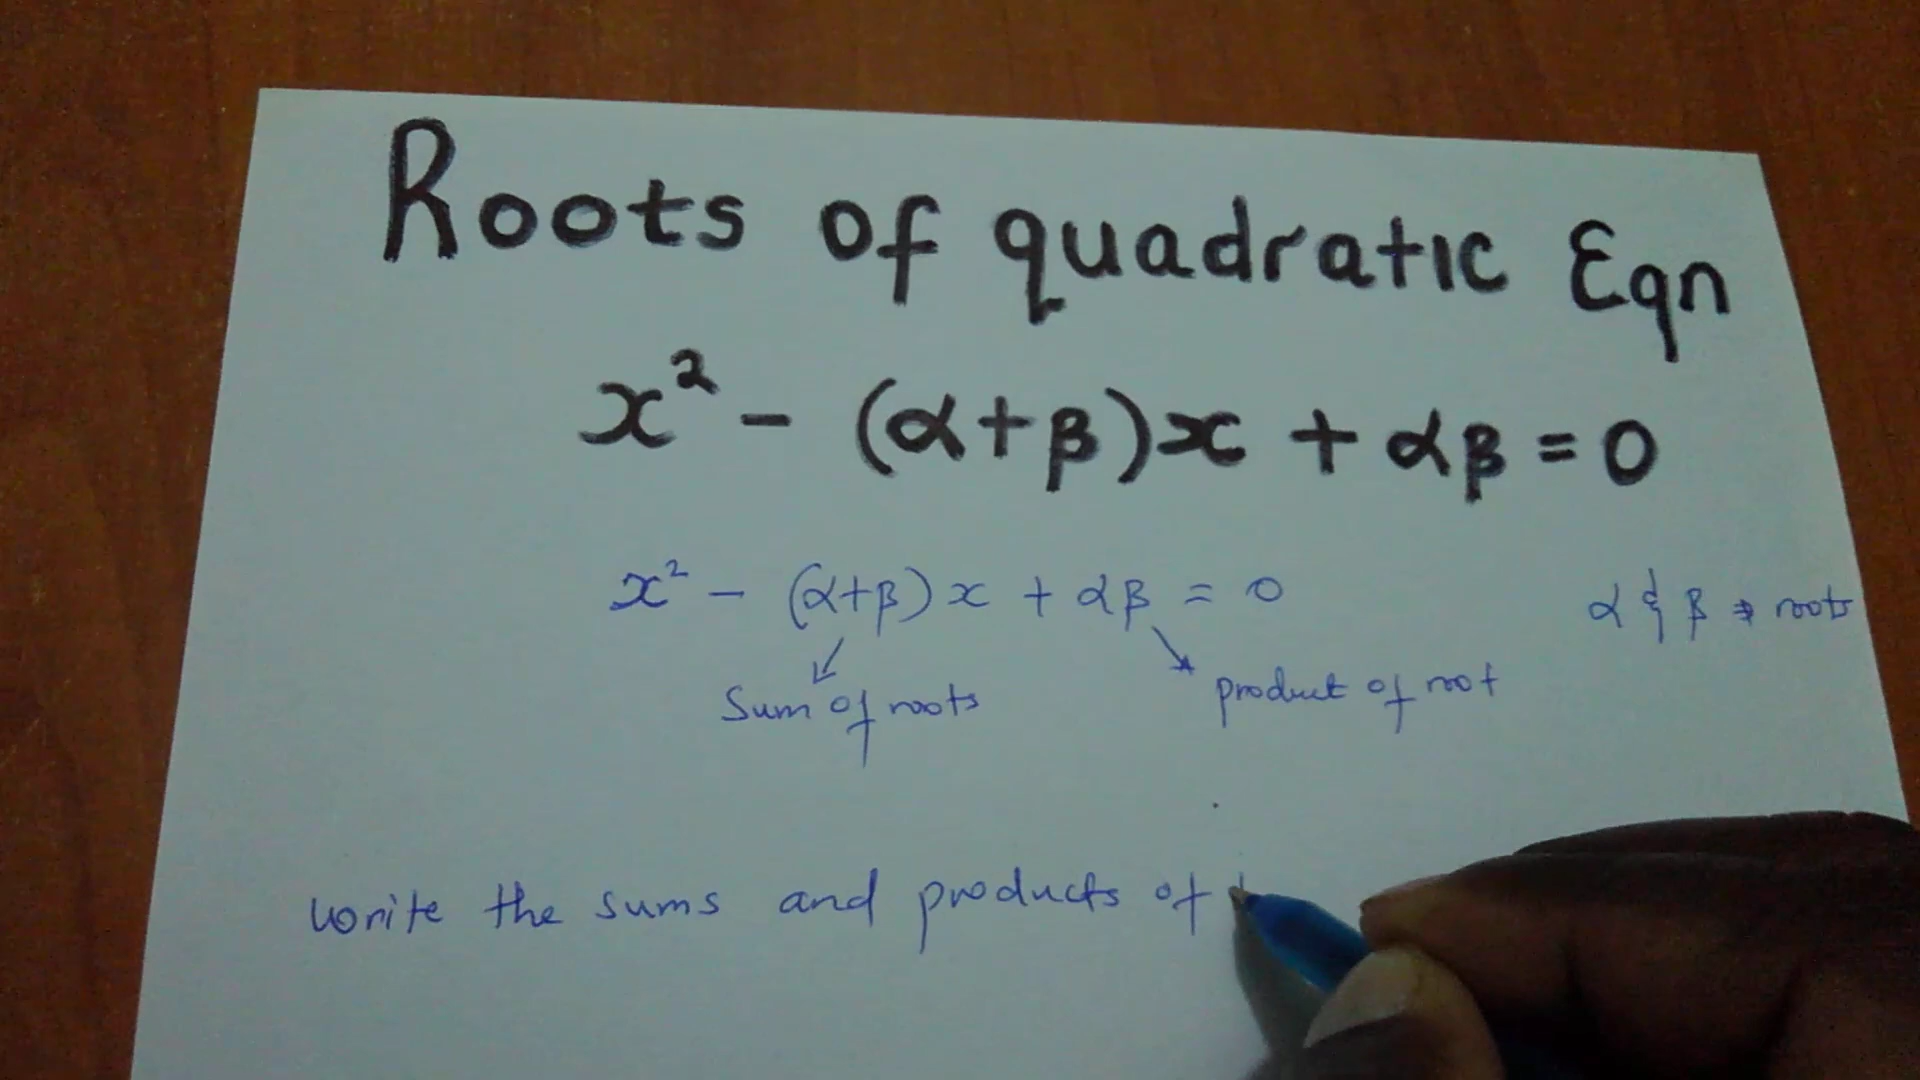 Roots of quadratic Eqn
x² - (α+β)x + αβ = 0
x² - (α+β)x + αβ = 0
α & β → roots
Sum of roots
product of root
write the sums and products of